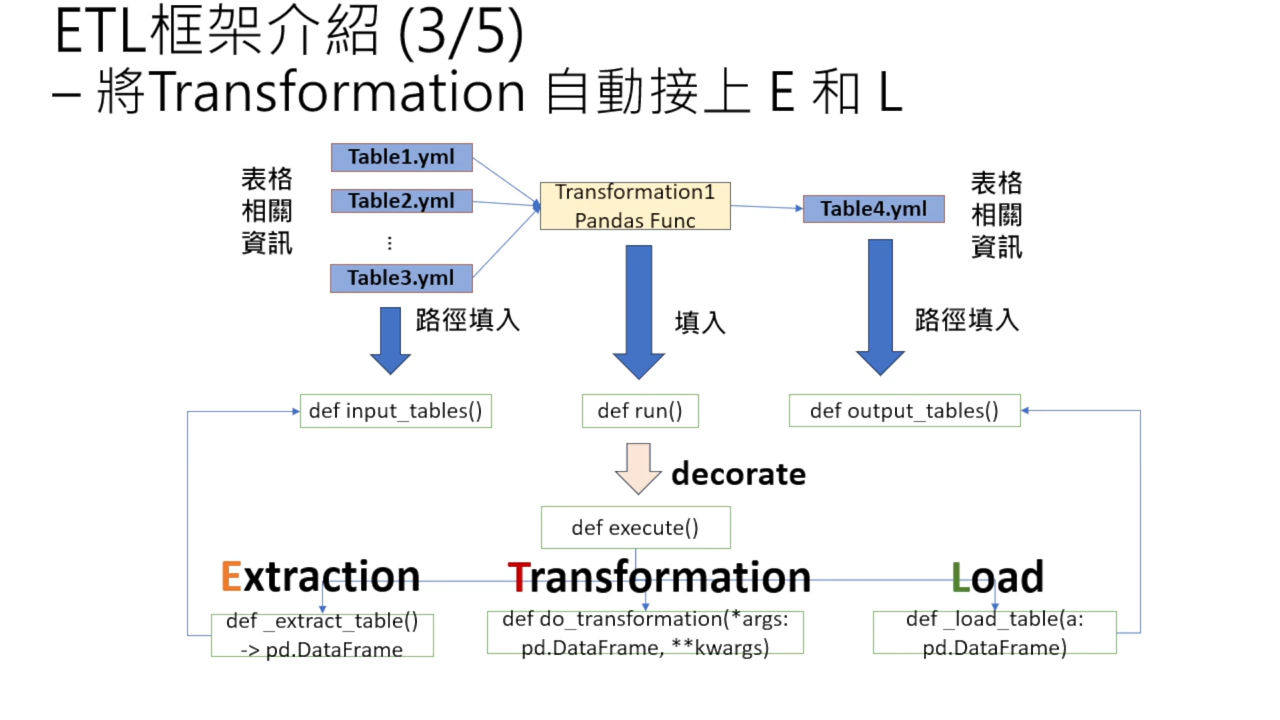 ETL框架介紹 (3/5)
– 將Transformation 自動接上 E 和 L
表格
相關
資訊
Table1.yml
Table2.yml
⋮
Table3.yml
Transformation1
Pandas Func
Table4.yml
表格
相關
資訊
路徑填入
填入
路徑填入
def input_tables()
def run()
def output_tables()
decorate
def execute()
Extraction
Transformation
Load
def _extract_table()
-> pd.DataFrame
def do_transformation(*args:
pd.DataFrame, **kwargs)
def _load_table(a:
pd.DataFrame)